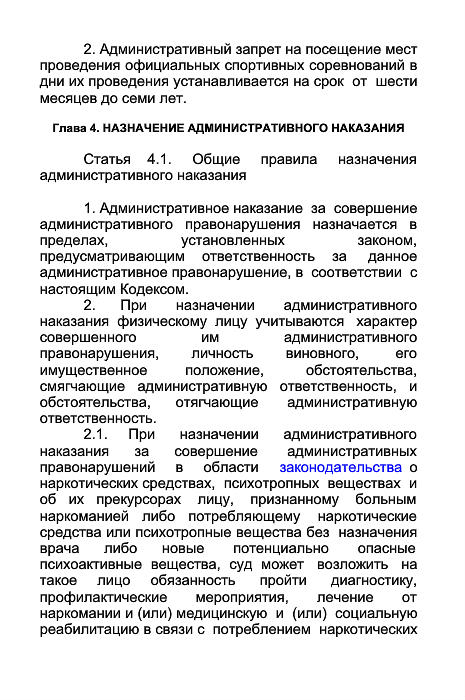 2. Административный запрет на посещение мест
проведения официальных спортивных соревнований в
дни их проведения устанавливается на срок от шести
месяцев до семи лет.
Глава 4. НАЗНАЧЕНИЕ АДМИНИСТРАТИВНОГО НАКАЗАНИЯ
Статья 4.1. Общие правила назначения
административного наказания
1. Административное наказание за совершение
административного правонарушения назначается в
пределах, установленных законом,
предусматривающим ответственность за данное
административное правонарушение, в соответствии с
настоящим Кодексом.
2. При назначении административного
наказания физическому лицу учитываются характер
совершенного им административного
правонарушения, личность виновного, его
имущественное положение, обстоятельства,
смягчающие административную ответственность, и
обстоятельства, отягчающие административную
ответственность.
2.1. При назначении административного
наказания за совершение административных
правонарушений в области законодательства о
наркотических средствах, психотропных веществах и
об их прекурсорах лицу, признанному больным
наркоманией либо потребляющему наркотические
средства или психотропные вещества без назначения
врача либо новые потенциально опасные
психоактивные вещества, суд может возложить на
такое лицо обязанность пройти диагностику,
профилактические мероприятия, лечение от
наркомании и (или) медицинскую и (или) социальную
реабилитацию в связи с потреблением наркотических